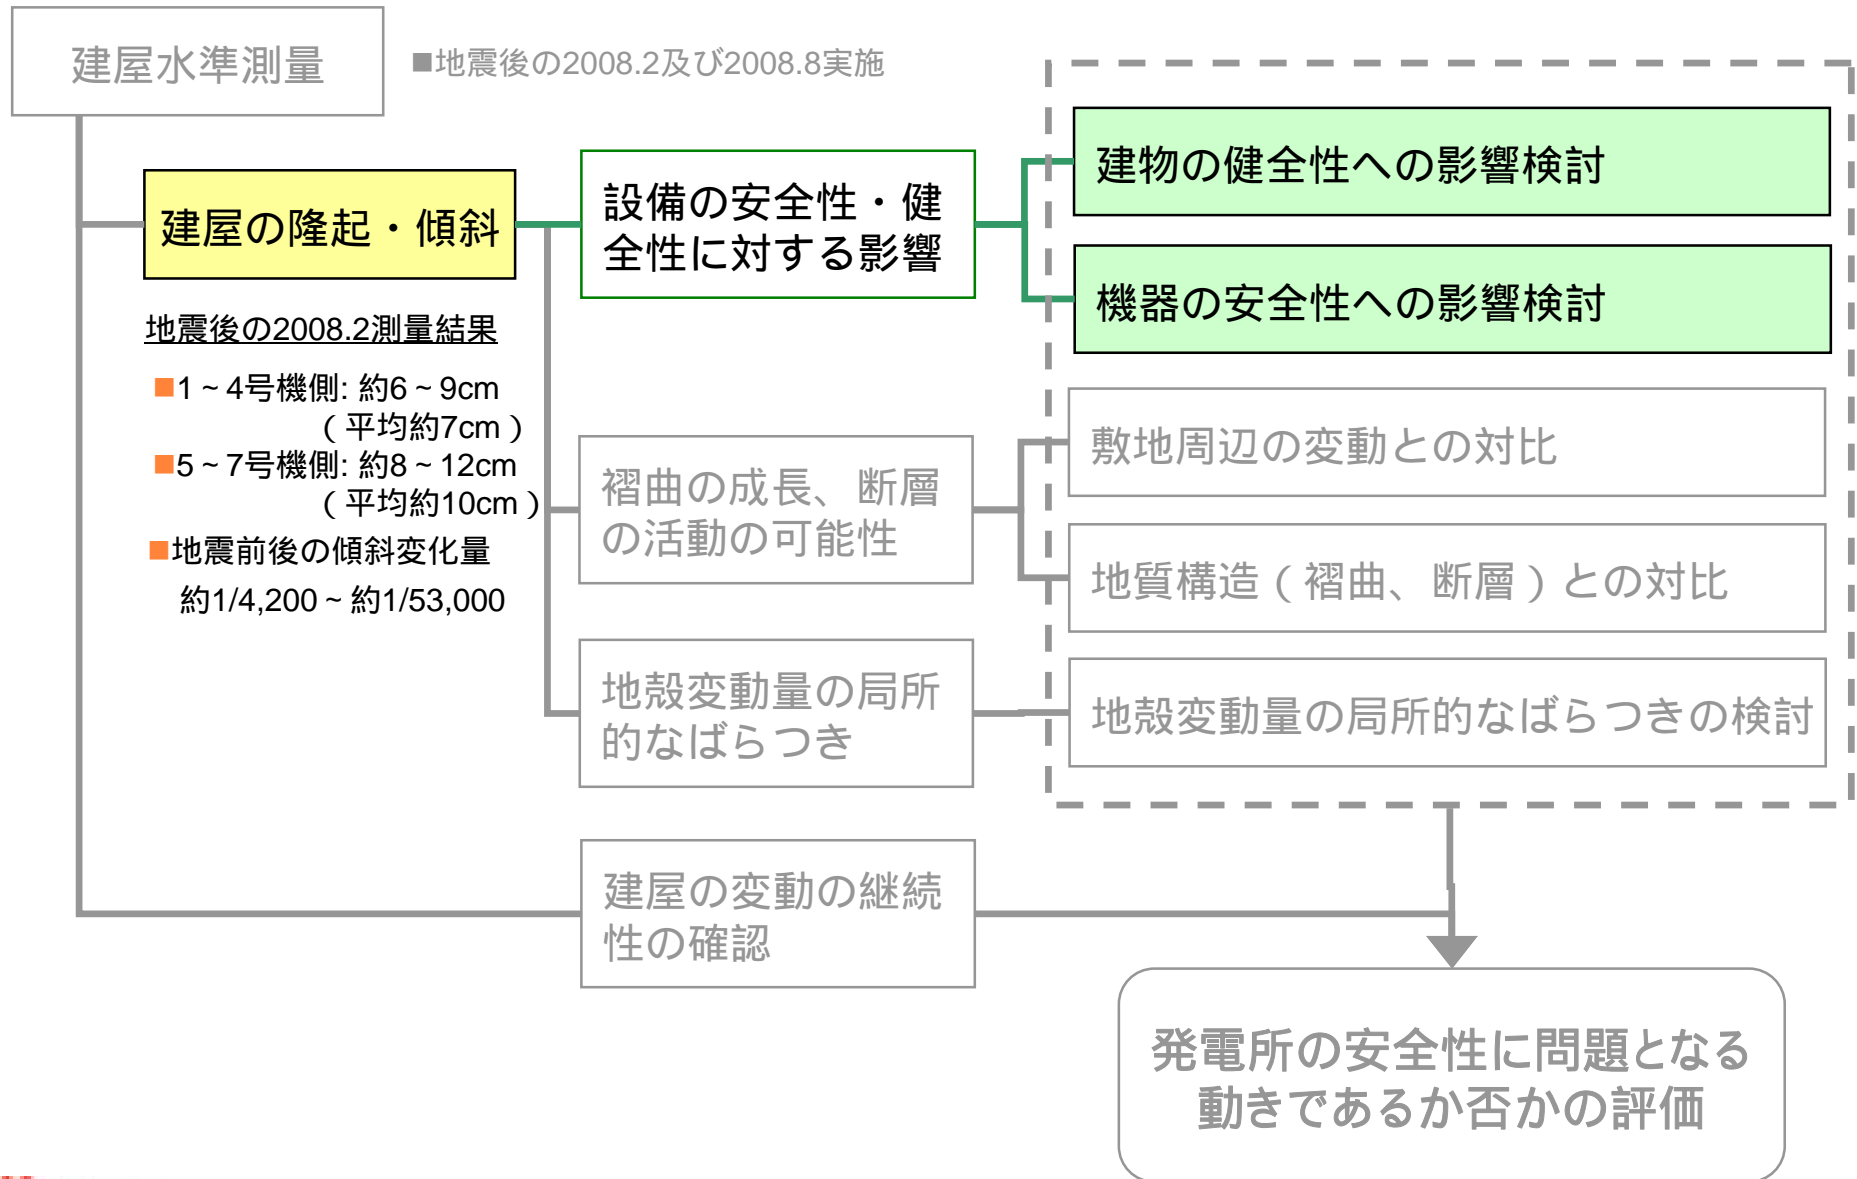 建屋水準測量
■地震後の2008.2及び2008.8実施
建屋の隆起・傾斜
地震後の2008.2測量結果
■1~4号機側: 約6~9cm
(平均約7cm)
■5~7号機側: 約8~12cm
(平均約10cm)
■地震前後の傾斜変化量
約1/4,200~約1/53,000
設備の安全性・健
全性に対する影響
建物の健全性への影響検討
機器の安全性への影響検討
褶曲の成長、断層
の活動の可能性
敷地周辺の変動との対比
地質構造(褶曲、断層)との対比
地殻変動量の局所
的なばらつき
地殻変動量の局所的なばらつきの検討
建屋の変動の継続
性の確認
発電所の安全性に問題となる
動きであるか否かの評価